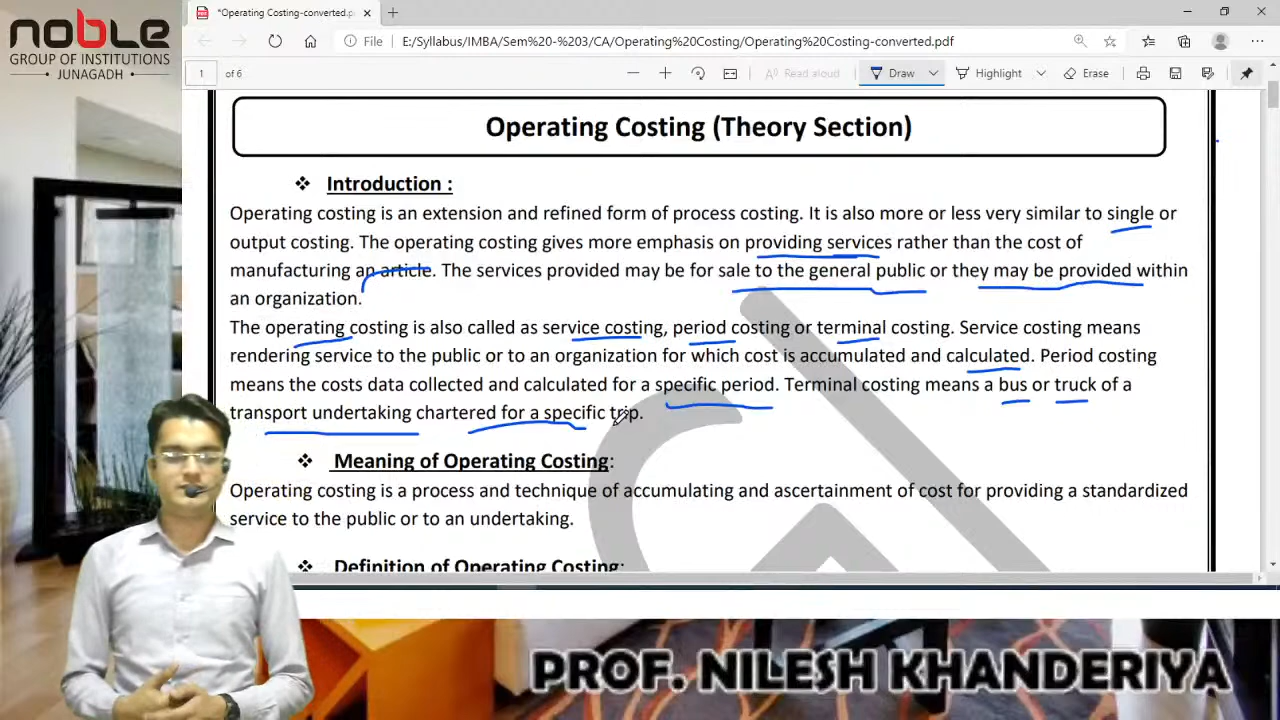 noble
GROUP OF INSTITUTIONS
JUNAGADH
*Operating Costing-converted.p
File
E:/Syllabus/IMBA/Sem%20-%203/CA/Operating%20Costing/Operating%20Costing-converted.pdf
1 of 6
Read aloud
Draw
Highlight
Erase
Operating Costing (Theory Section)
❖ Introduction :
Operating costing is an extension and refined form of process costing. It is also more or less very similar to single or
output costing. The operating costing gives more emphasis on providing services rather than the cost of
manufacturing an article. The services provided may be for sale to the general public or they may be provided within
an organization.
The operating costing is also called as service costing, period costing or terminal costing. Service costing means
rendering service to the public or to an organization for which cost is accumulated and calculated. Period costing
means the costs data collected and calculated for a specific period. Terminal costing means a bus or truck of a
transport undertaking chartered for a specific trip.
❖ Meaning of Operating Costing:
Operating costing is a process and technique of accumulating and ascertainment of cost for providing a standardized
service to the public or to an undertaking.
❖ Definition of Operating Costing:
PROF. NILESH KHANDERIYA